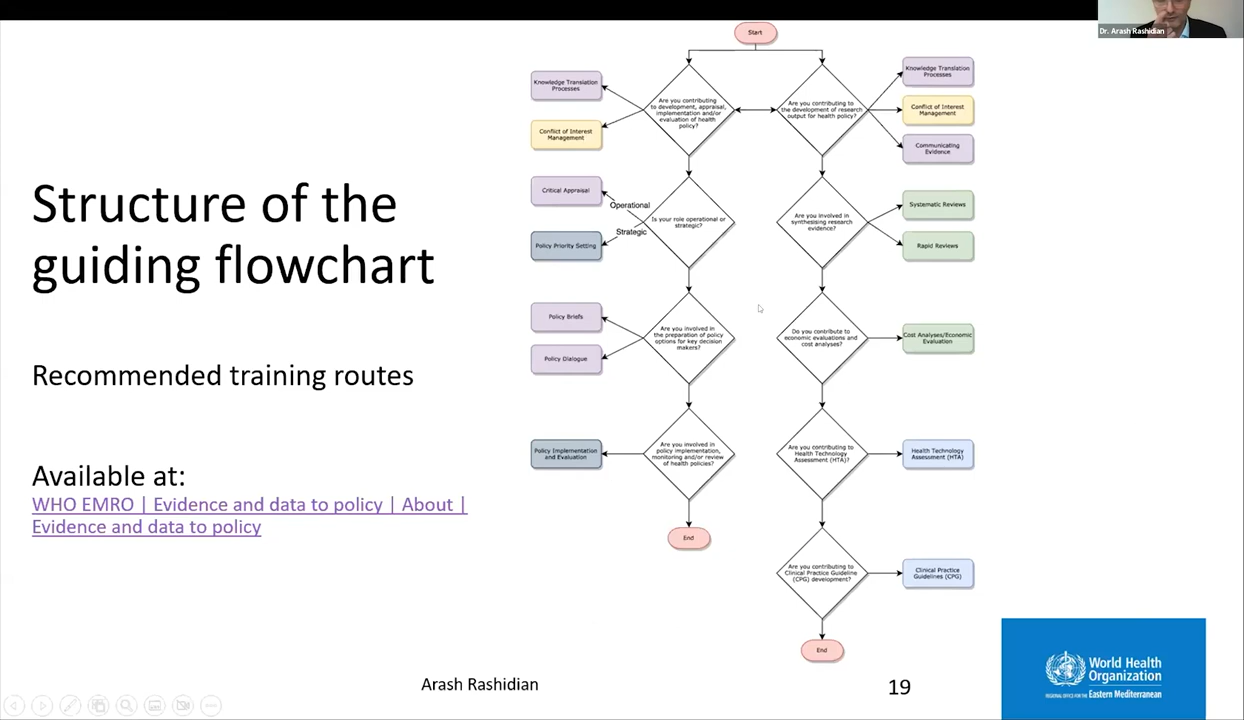 Dr. Arash Rashidian
Structure of the
guiding flowchart
Recommended training routes
Available at:
WHO EMRO | Evidence and data to policy | About |
Evidence and data to policy
Start
Knowledge Translation
Processes
Conflict of Interest
Management
Are you contributing
to development, appraisal,
implementation and/or
evaluation of health
policy?
Are you contributing to
the development of research
output for health policy?
Knowledge Translation
Processes
Conflict of Interest
Management
Communicating
Evidence
Critical Appraisal
Operational
Strategic
Policy Priority Setting
Is your role operational or
strategic?
Are you involved in
synthesising research
evidence?
Systematic Reviews
Rapid Reviews
Policy Briefs
Policy Dialogue
Are you involved in
the preparation of policy
options for key decision
makers?
Do you contribute to
economic evaluations and
cost analyses?
Cost Analyses/Economic
Evaluation
Policy Implementation
and Evaluation
Are you involved in
policy implementation,
monitoring and/or review
of health policies?
Are you contributing to
Health Technology
Assessment (HTA)?
Health Technology
Assessment (HTA)
End
Are you contributing to
Clinical Practice Guideline
(CPG) development?
Clinical Practice
Guidelines (CPG)
End
Arash Rashidian
19
World Health
Organization
REGIONAL OFFICE FOR THE Eastern Mediterranean